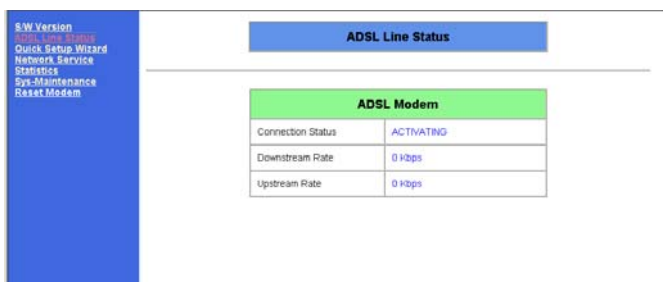 S/W Version
ADSL Line Status
Quick Setup Wizard
Network Service
Statistics
Sys-Maintenance
Reset Modem
ADSL Line Status
ADSL Modem
Connection Status ACTIVATING
Downstream Rate 0 Kbps
Upstream Rate 0 Kbps